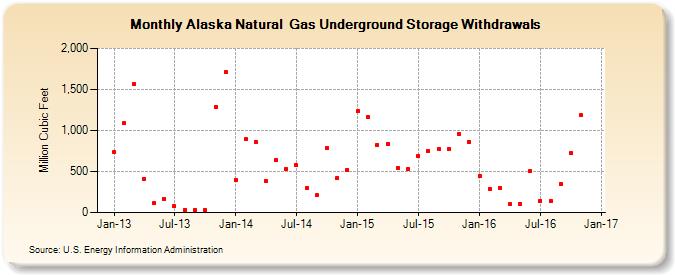 Monthly Alaska Natural  Gas Underground Storage Withdrawals
Million Cubic Feet
2,000
1,500
1,000
500
0
Jan-13 Jul-13 Jan-14 Jul-14 Jan-15 Jul-15 Jan-16 Jul-16 Jan-17
Source: U.S. Energy Information Administration